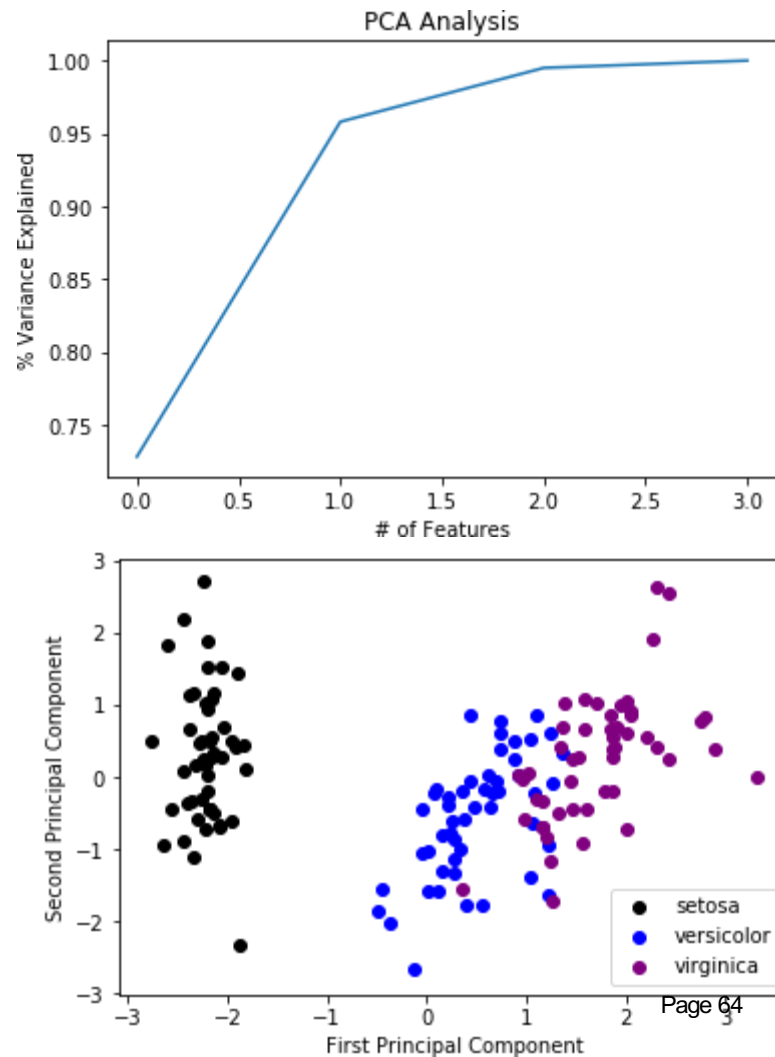 PCA Analysis
1.00
0.95
0.90
0.85
0.80
0.75
% Variance Explained
0.0 0.5 1.0 1.5 2.0 2.5 3.0
# of Features
3
2
1
0
−1
−2
−3
Second Principal Component
setosa
versicolor
virginica
Page 64
−3 −2 −1 0 1 2 3
First Principal Component